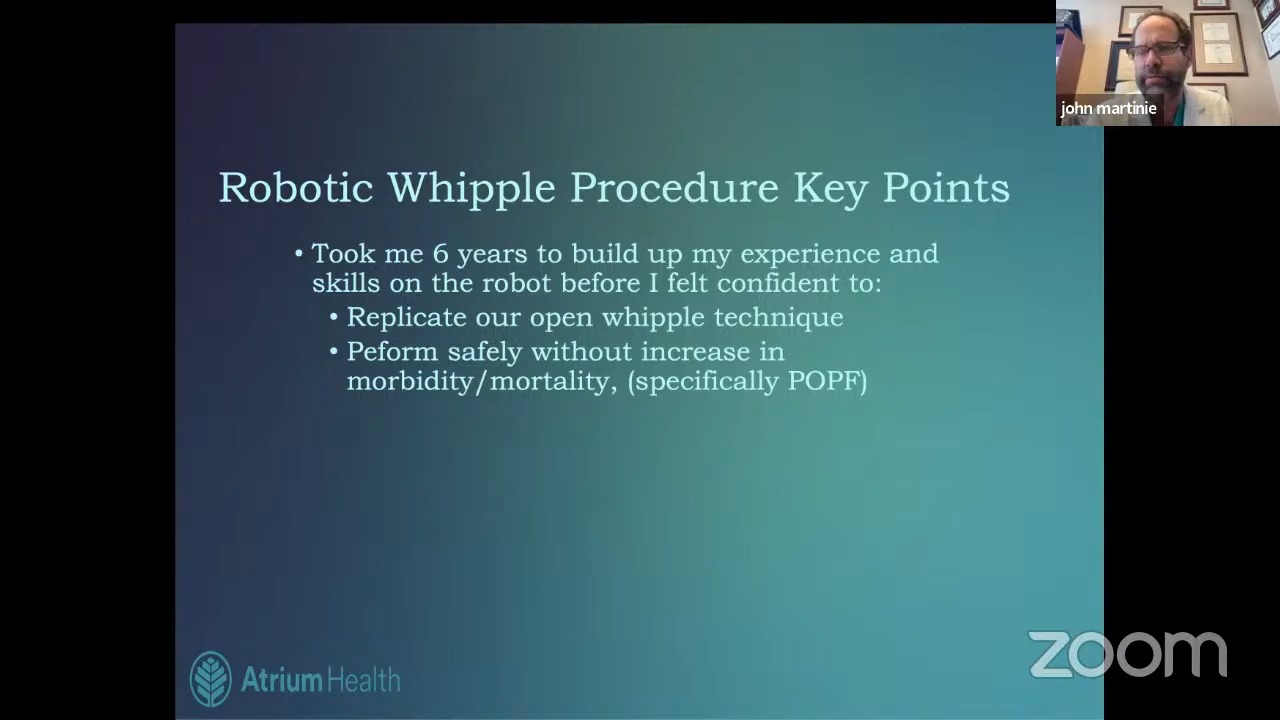 john martinie
Robotic Whipple Procedure Key Points
• Took me 6 years to build up my experience and
skills on the robot before I felt confident to:
• Replicate our open whipple technique
• Peform safely without increase in
morbidity/mortality, (specifically POPF)
Atrium Health
zoom